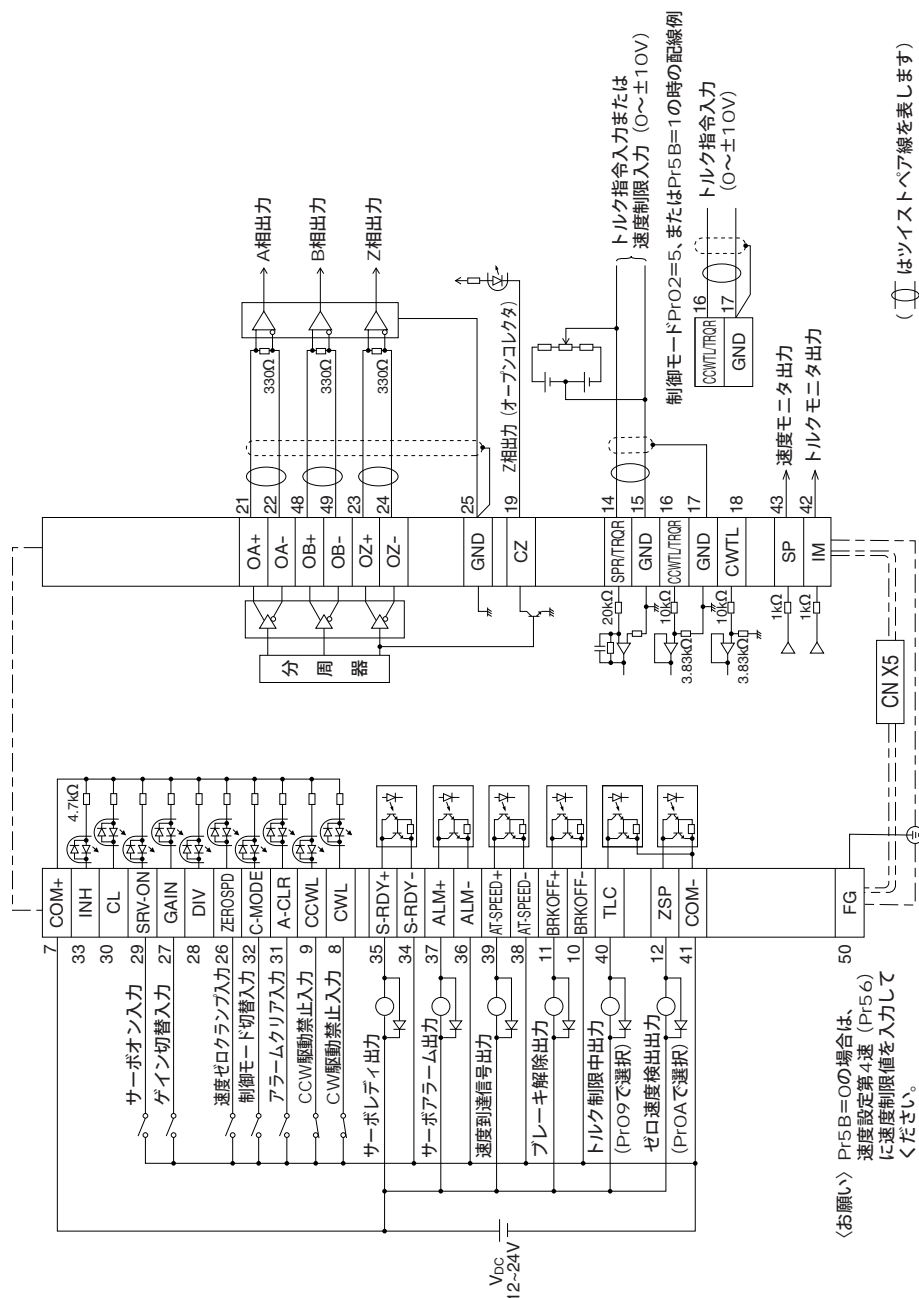 7 COM+
33 INH
30 CL
サーボオン入力 29 SRV-ON
ゲイン切替入力 27 GAIN
28 DIV
速度ゼロクランプ入力 26 ZEROSPD
制御モード切替入力 32 C-MODE
アラームクリア入力 31 A-CLR
CCW駆動禁止入力 9 CCWL
CW駆動禁止入力 8 CWL
4.7kΩ
サーボレディ出力 35 S-RDY+
34 S-RDY-
サーボアラーム出力 37 ALM+
36 ALM-
速度到達信号出力 39 AT-SPEED+
38 AT-SPEED-
ブレーキ解除出力 11 BRKOFF+
10 BRKOFF-
トルク制限中出力 40 TLC
(Pr09で選択)
ゼロ速度検出出力 12 ZSP
(Pr0Aで選択)
41 COM-
50 FG
VDC
12~24V
〈お願い〉 Pr5B=0の場合は、
速度設定第4速 (Pr56)
に速度制限値を入力して
ください。
CN X5
分周器
OA+ 21
OA- 22
OB+ 48
OB- 49
OZ+ 23
OZ- 24
GND 25
CZ 19
330Ω
330Ω
330Ω
A相出力
B相出力
Z相出力
Z相出力 (オープンコレクタ)
20kΩ SPR/TRQR 14
GND 15
10kΩ CCWTL/TRQR 16
3.83kΩ GND 17
10kΩ CWTL 18
3.83kΩ
1kΩ SP 43 速度モニタ出力
1kΩ IM 42 トルクモニタ出力
トルク指令入力または
速度制限入力 (0~±10V)
制御モードPr02=5、またはPr5B=1の時の配線例
CCWTL/TRQR 16
GND 17
トルク指令入力
(0~±10V)
( はツイストペア線を表します)